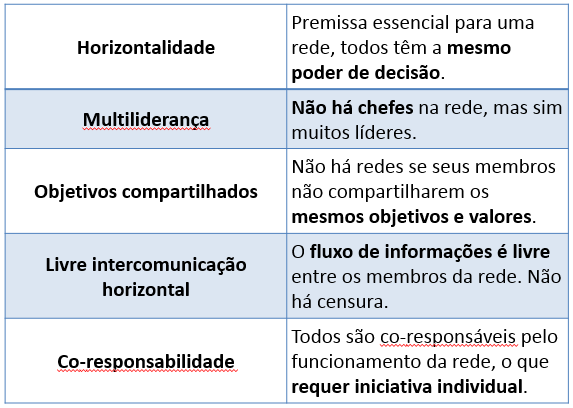 Horizontalidade
Premissa essencial para uma
rede, todos têm a mesmo
poder de decisão.
Multiliderança
Não há chefes na rede, mas sim
muitos líderes.
Objetivos compartilhados
Não há redes se seus membros
não compartilharem os
mesmos objetivos e valores.
Livre intercomunicação
horizontal
O fluxo de informações é livre
entre os membros da rede. Não
há censura.
Co-responsabilidade
Todos são co-responsáveis pelo
funcionamento da rede, o que
requer iniciativa individual.